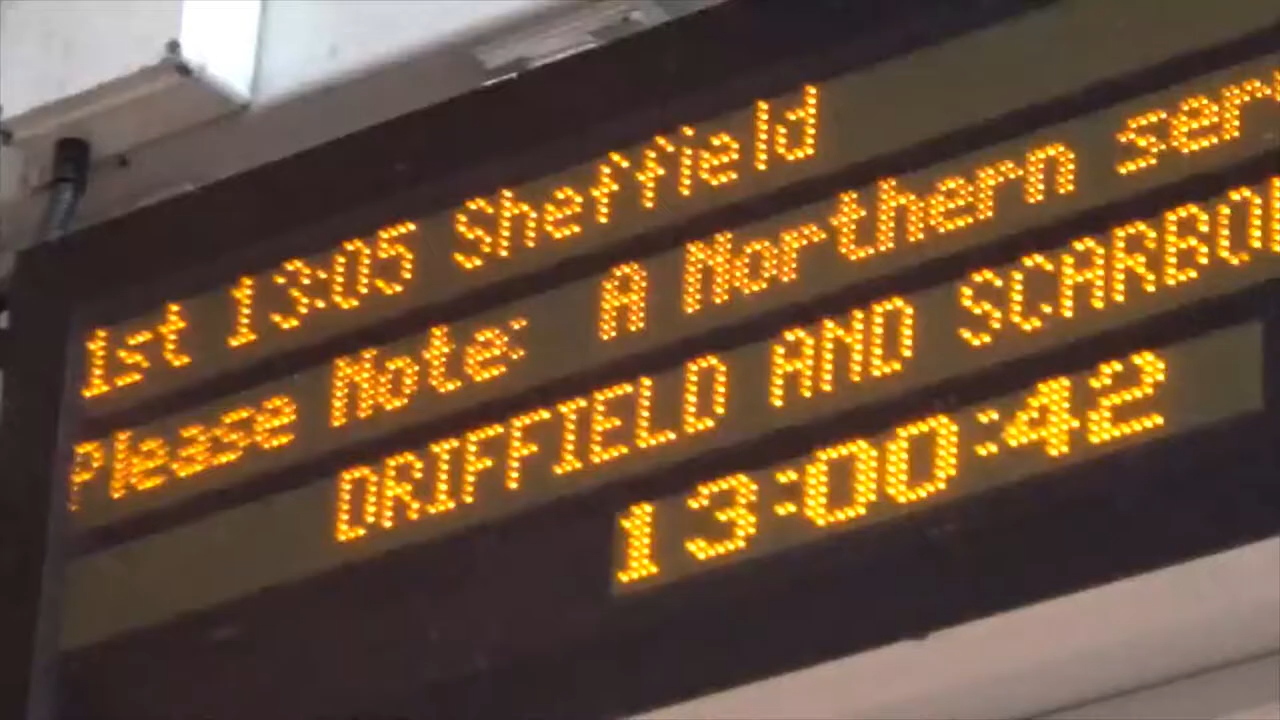 1st 13:05 Sheffield
Please Note: A Northern ser
DRIFFIELD AND SCARBO
13:00:42